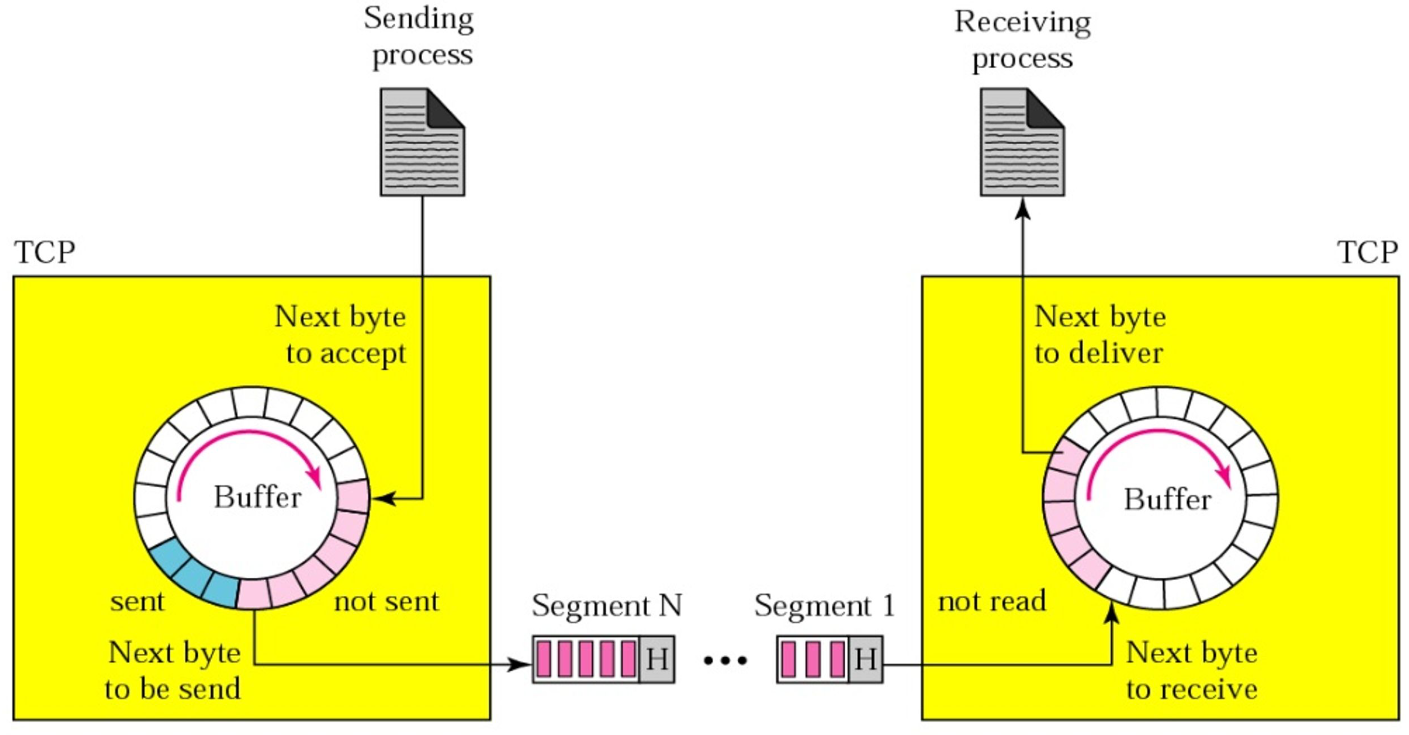 Sending
process
Receiving
process
TCP
TCP
Next byte
to accept
Next byte
to deliver
Buffer
Buffer
sent
not sent
Segment N
Segment 1
not read
H
•••
H
Next byte
to be send
Next byte
to receive